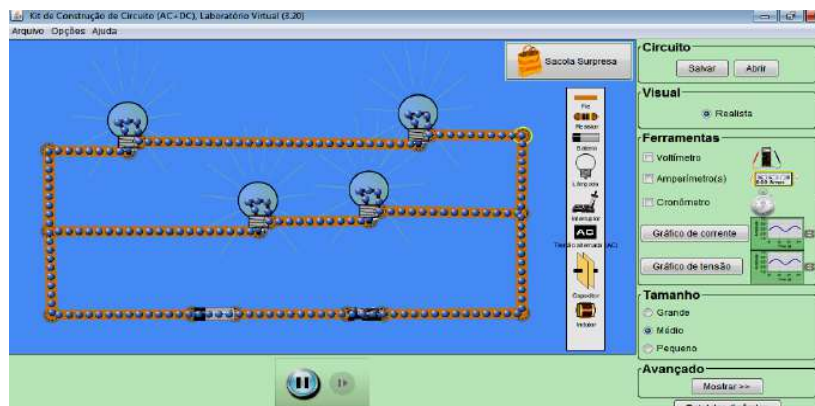 Kit de Construção de Circuito (AC+DC), Laboratório Virtual (3.20)
Arquivo Opções Ajuda
Sacola Surpresa
Fio
Resistor
Bateria
Lâmpada
Interruptor
AC
Tensão alternada (AC)
Capacitor
Indutor
Circuito
Salvar Abrir
Visual
Realista
Ferramentas
Voltímetro
Amperímetro(s)
Cronômetro
Gráfico de corrente
Gráfico de tensão
Tamanho
Grande
Médio
Pequeno
Avançado
Mostrar >>